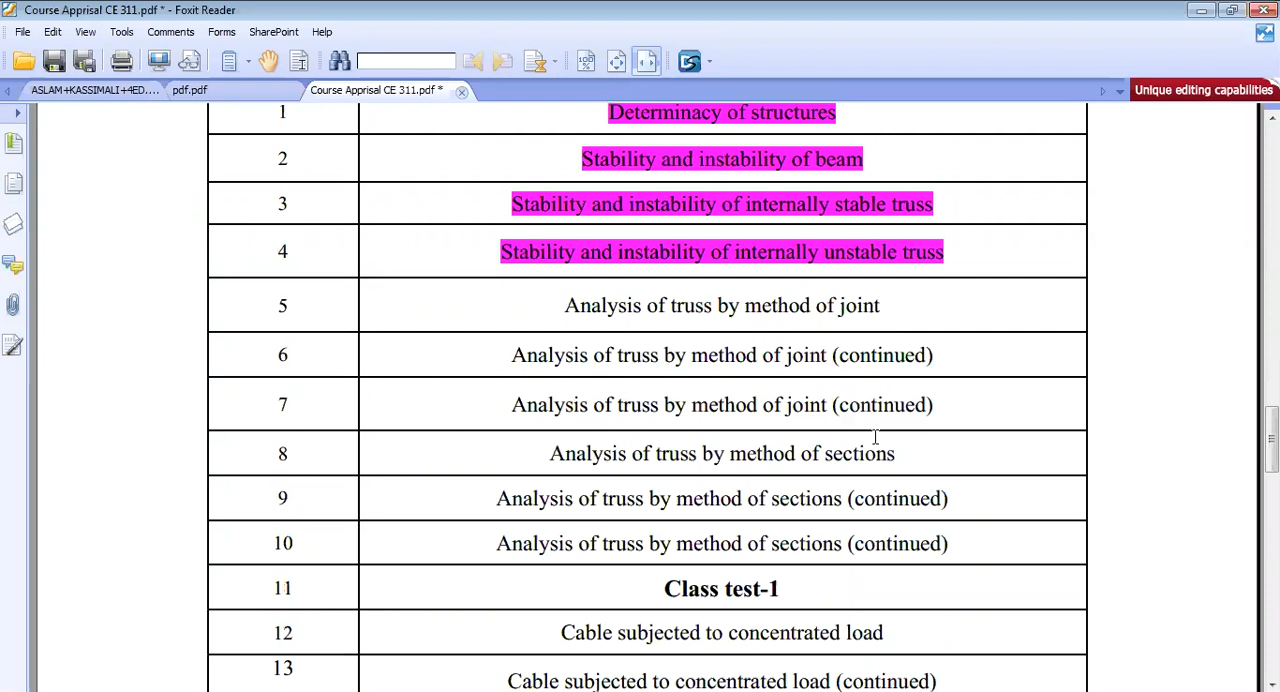 Course Apprisal CE 311.pdf * - Foxit Reader
File Edit View Tools Comments Forms SharePoint Help
ASLAM+KASSIMALI+4ED.... pdf.pdf Course Apprisal CE 311.pdf * Unique editing capabilities
1 Determinacy of structures
2 Stability and instability of beam
3 Stability and instability of internally stable truss
4 Stability and instability of internally unstable truss
5 Analysis of truss by method of joint
6 Analysis of truss by method of joint (continued)
7 Analysis of truss by method of joint (continued)
8 Analysis of truss by method of sections
9 Analysis of truss by method of sections (continued)
10 Analysis of truss by method of sections (continued)
11 Class test-1
12 Cable subjected to concentrated load
13 Cable subjected to concentrated load (continued)